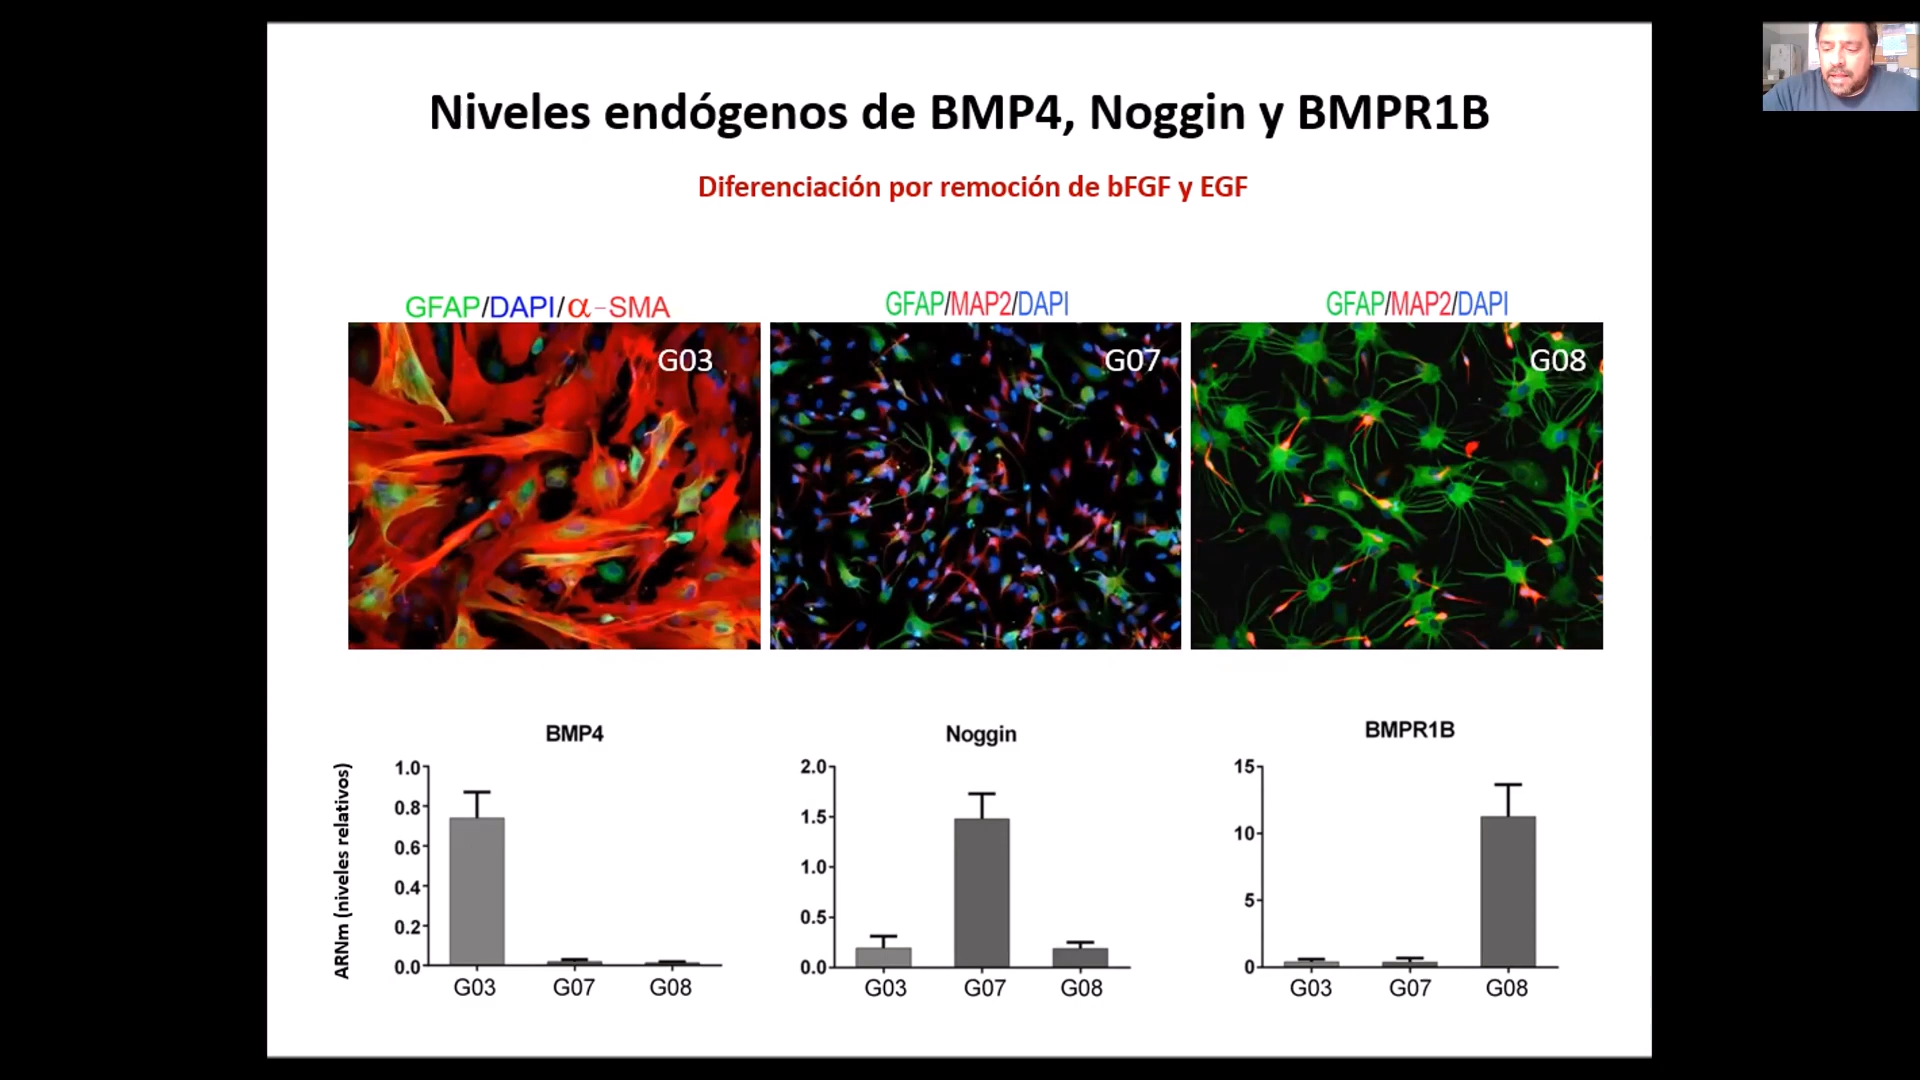 Niveles endógenos de BMP4, Noggin y BMPR1B
Diferenciación por remoción de bFGF y EGF
GFAP/DAPI/α-SMA
GFAP/MAP2/DAPI
GFAP/MAP2/DAPI
G03
G07
G08
BMP4
Noggin
BMPR1B
ARNm (niveles relativos)
1.0
0.8
0.6
0.4
0.2
0.0
G03 G07 G08
2.0
1.5
1.0
0.5
0.0
G03 G07 G08
15
10
5
0
G03 G07 G08